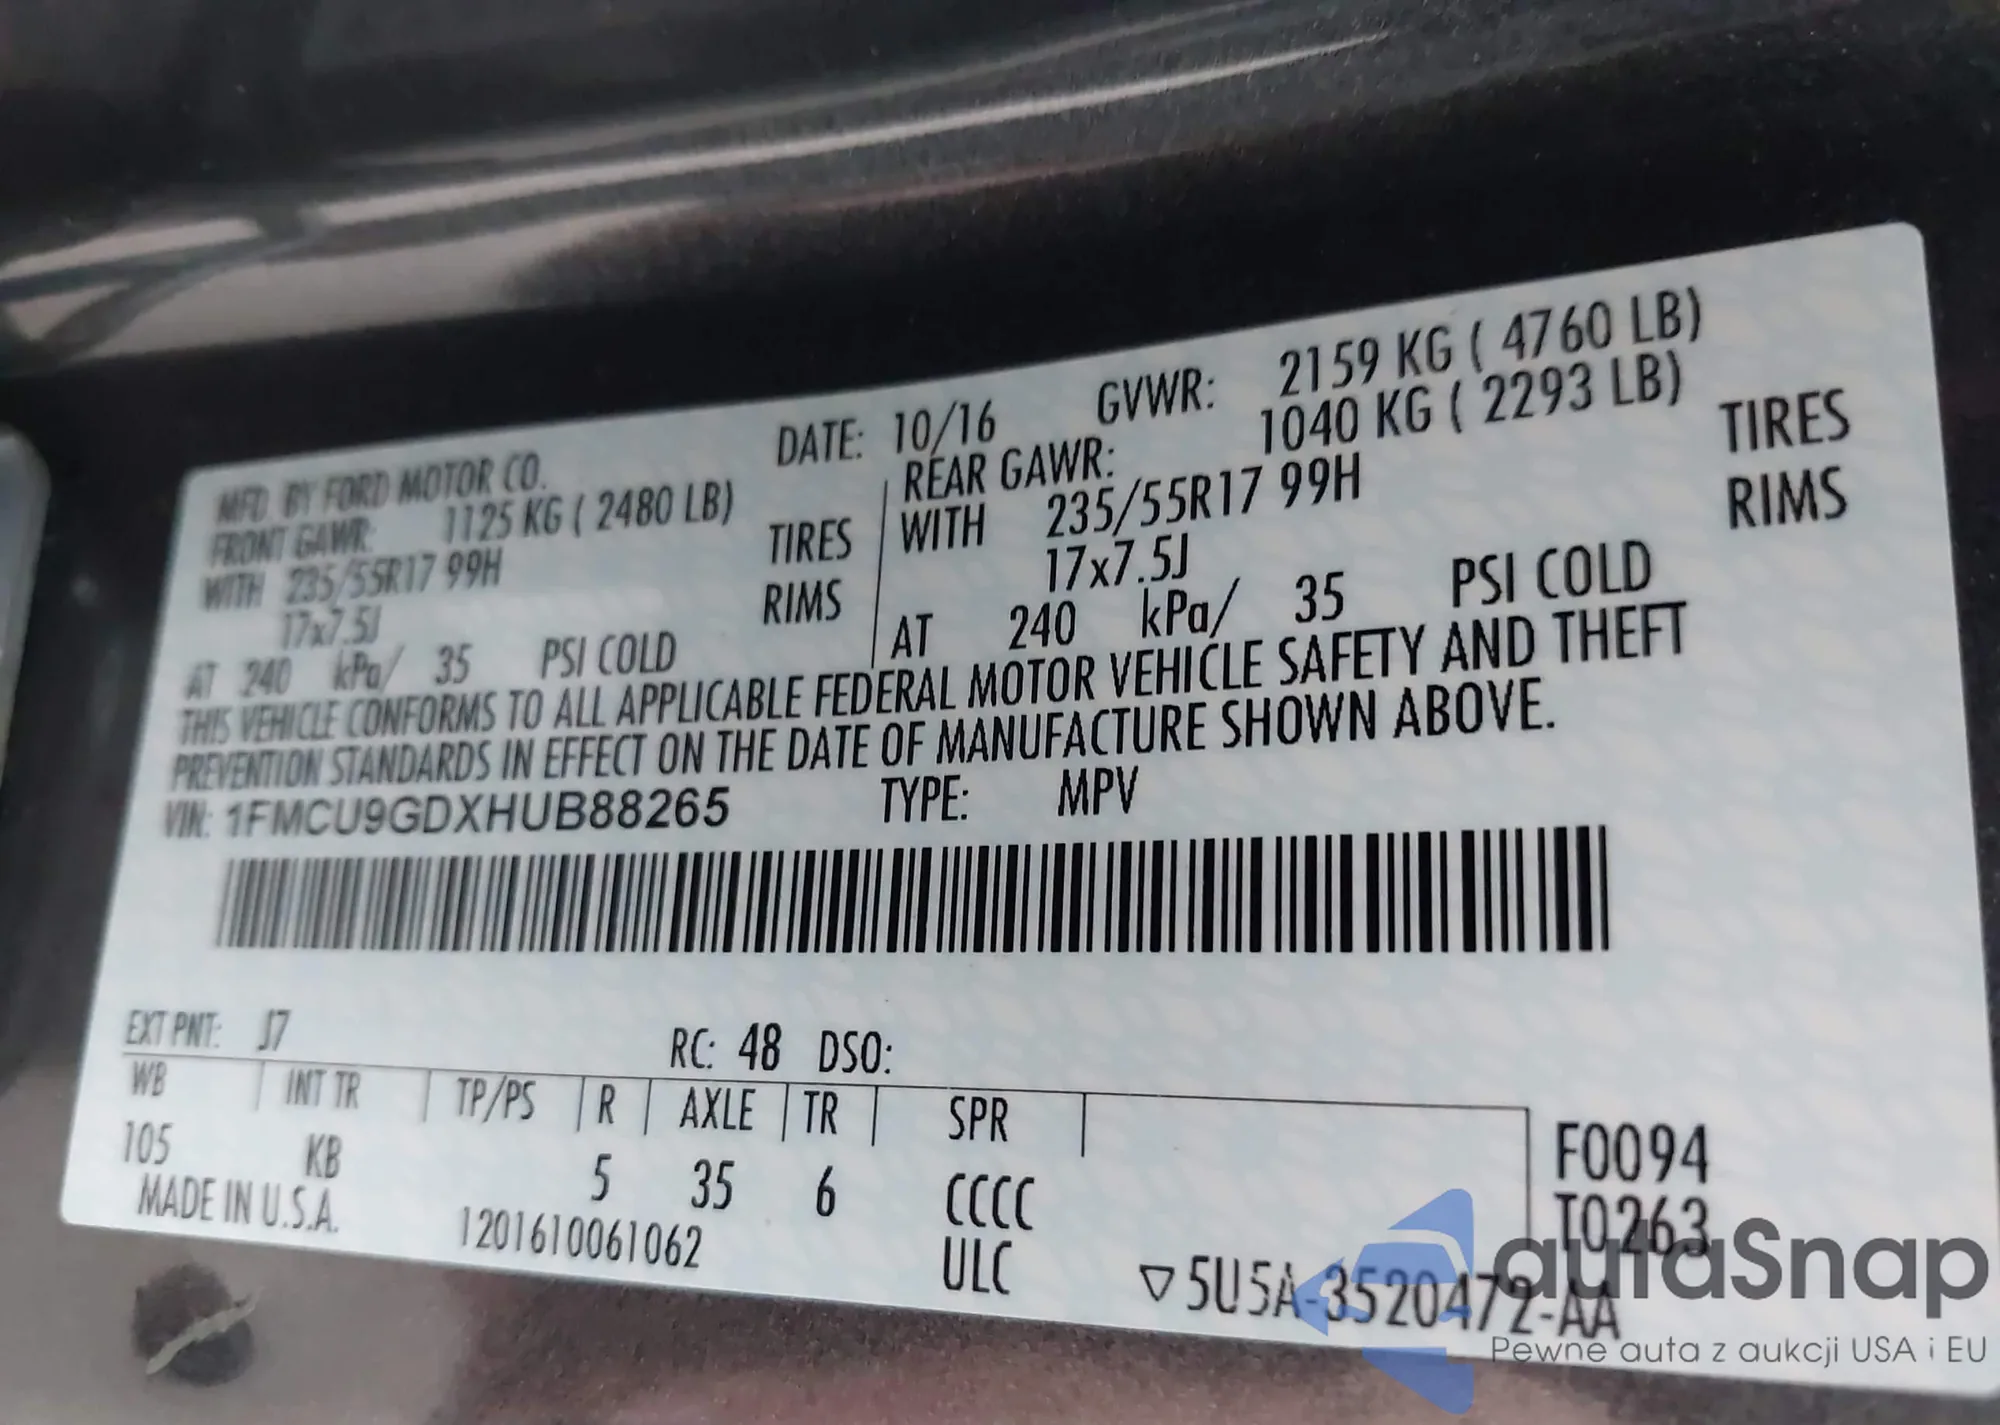 MFD. BY FORD MOTOR CO. DATE: 10/16 GVWR: 2159 KG ( 4760 LB)
FRONT GAWR: 1125 KG ( 2480 LB) REAR GAWR: 1040 KG ( 2293 LB)
WITH 235/55R17 99H TIRES WITH 235/55R17 99H TIRES
17x7.5J RIMS 17x7.5J RIMS
AT 240 kPa/ 35 PSI COLD AT 240 kPa/ 35 PSI COLD
THIS VEHICLE CONFORMS TO ALL APPLICABLE FEDERAL MOTOR VEHICLE SAFETY AND THEFT
PREVENTION STANDARDS IN EFFECT ON THE DATE OF MANUFACTURE SHOWN ABOVE.
VIN: 1FMCU9GDXHUB88265 TYPE: MPV
EXT PNT: J7 RC: 48 DSO:
WB INT TR TP/PS R AXLE TR SPR
105 KB 5 35 6 CCCC
F0094
MADE IN U.S.A. 1201610061062 ULC
T0263
▽5U5A-3520472-AA
autaSnap
Pewne auta z aukcji USA i EU